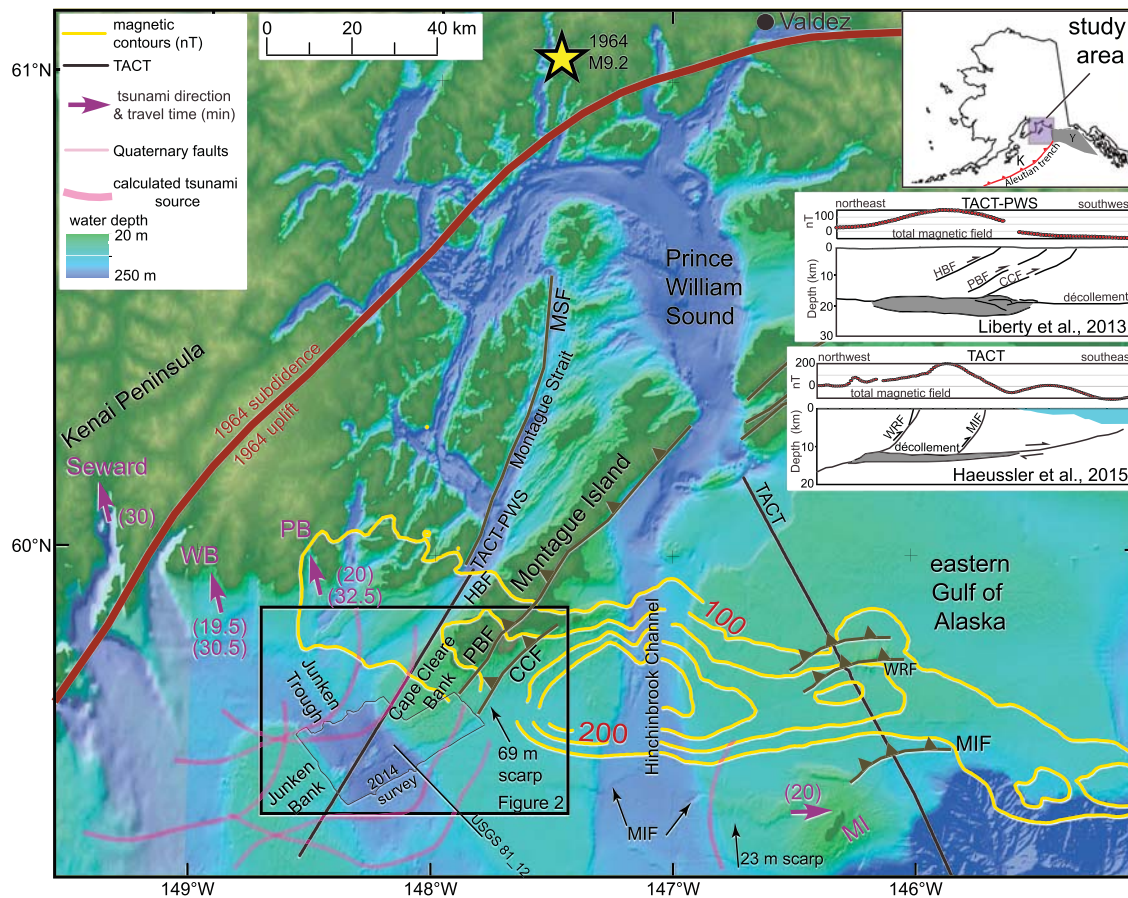 magnetic
contours (nT)
TACT
tsunami direction
& travel time (min)
Quaternary faults
calculated tsunami
source
water depth
20 m
250 m
0 20 40 km
1964
M9.2
Valdez
study
area
Y
K
Aleutian trench
61°N
60°N
149°W
148°W
147°W
146°W
TACT-PWS
northeast
southwest
nT
100
0
total magnetic field
0
10
20
30
Depth (km)
HBF
PBF
CCF
décollement
Liberty et al., 2013
TACT
northwest
southeas
nT
200
0
total magnetic field
0
10
20
Depth (km)
WRF
MIF
décollement
Haeussler et al., 2015
Prince
William
Sound
MSF
Montague Strait
TACT-PWS
HBF
Montague Island
Kenai Peninsula
1964 subdidence
1964 uplift
Seward
(30)
WB
(19.5)
(30.5)
PB
(20)
(32.5)
PBF
CCF
Cape Cleare
Bank
Junken
Trough
Junken
Bank
2014
survey
69 m
scarp
Figure 2
USGS 81_12
Hinchinbrook Channel
100
200
TACT
eastern
Gulf of
Alaska
WRF
MIF
(20)
MI
MIF
23 m scarp